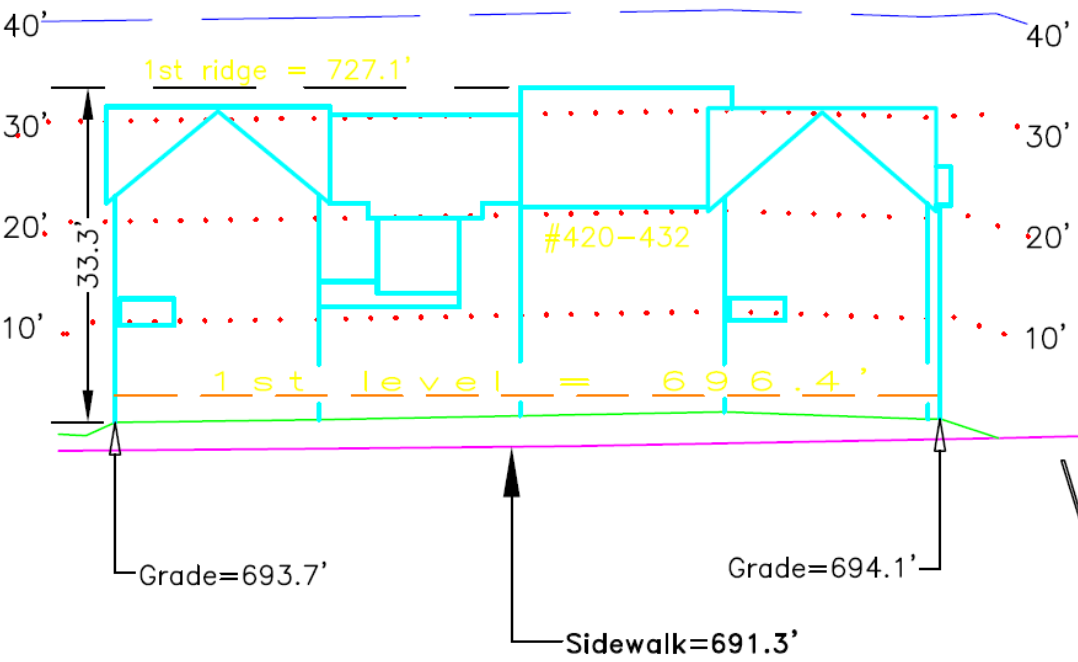 40'
40'
1st ridge = 727.1'
30'
30'
20'
20'
33.3'
#420-432
10'
10'
1st level = 696.4'
Grade=693.7'
Grade=694.1'
Sidewalk=691.3'